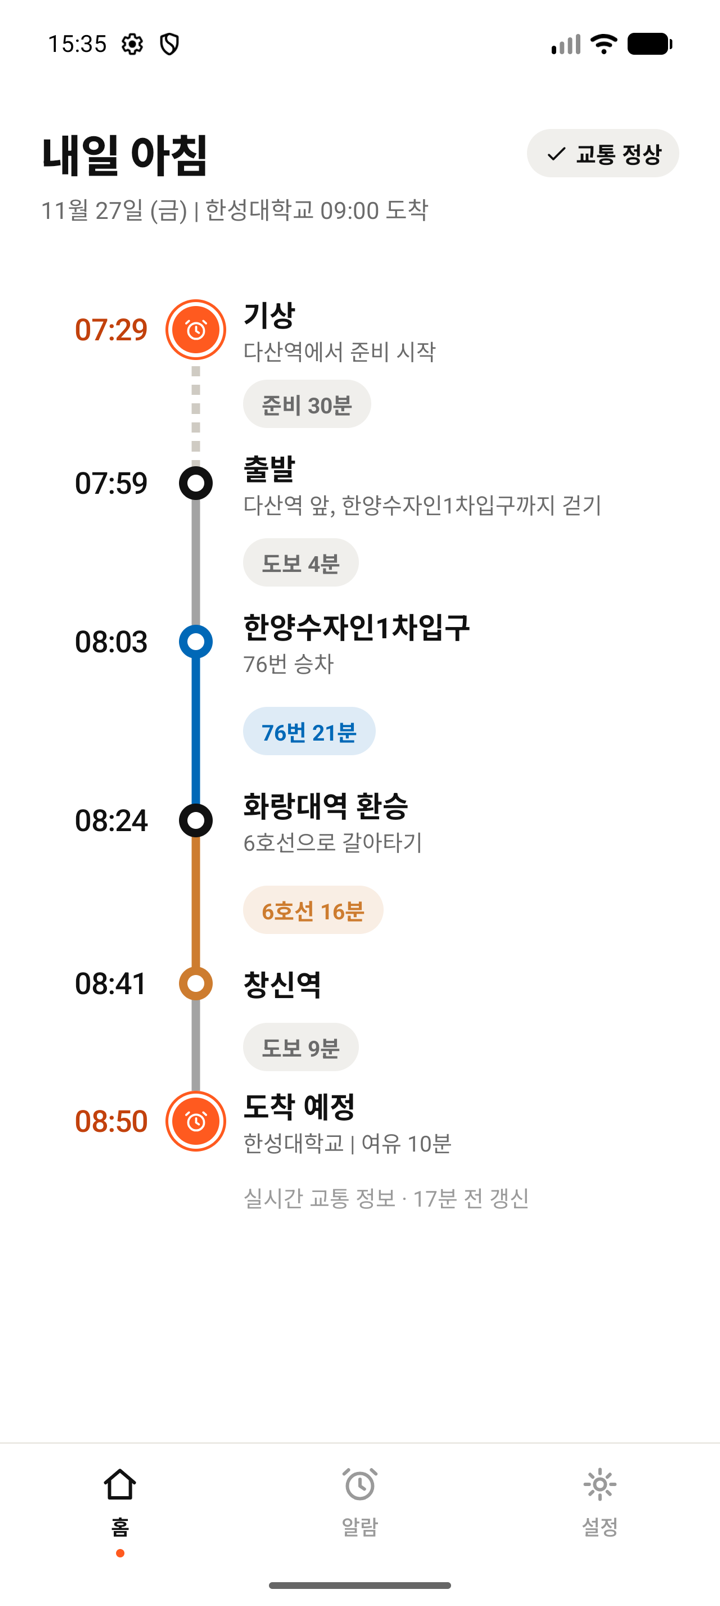 15:35
내일 아침
교통 정상
11월 27일 (금) | 한성대학교 09:00 도착
07:29
기상
다산역에서 준비 시작
준비 30분
07:59
출발
다산역 앞, 한양수자인1차입구까지 걷기
도보 4분
08:03
한양수자인1차입구
76번 승차
76번 21분
08:24
화랑대역 환승
6호선으로 갈아타기
6호선 16분
08:41
창신역
도보 9분
08:50
도착 예정
한성대학교 | 여유 10분
실시간 교통 정보 · 17분 전 갱신
홈
알람
설정